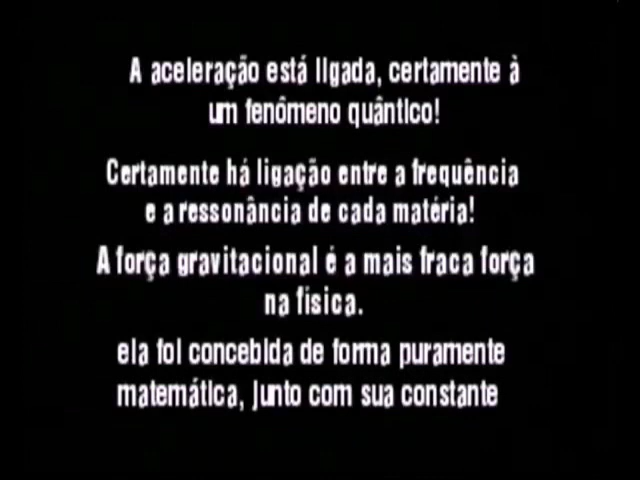 A aceleração está ligada, certamente à
um fenômeno quântico!
Certamente há ligação entre a frequência
e a ressonância de cada matéria!
A força gravitacional é a mais fraca força
na física.
ela foi concebida de forma puramente
matemática, junto com sua constante